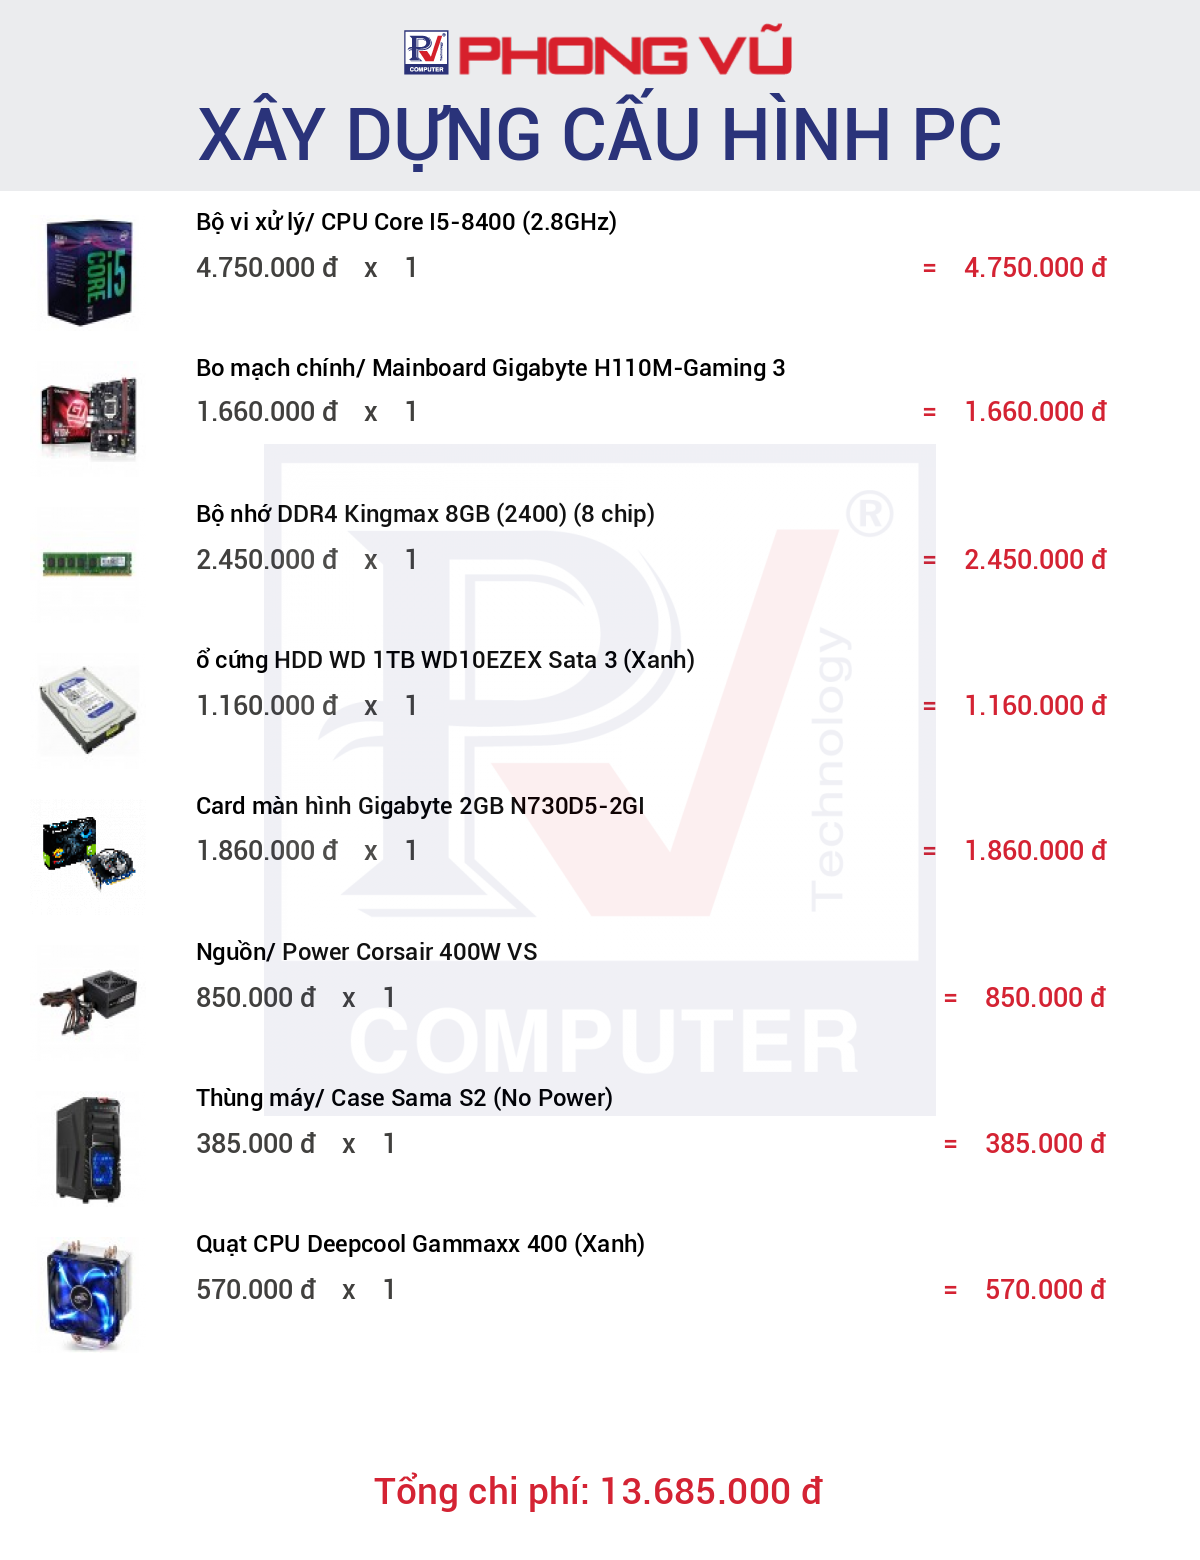 PV COMPUTER PHONG VŨ
XÂY DỰNG CẤU HÌNH PC
Bộ vi xử lý/ CPU Core I5-8400 (2.8GHz)
4.750.000 đ x 1 = 4.750.000 đ
Bo mạch chính/ Mainboard Gigabyte H110M-Gaming 3
1.660.000 đ x 1 = 1.660.000 đ
Bộ nhớ DDR4 Kingmax 8GB (2400) (8 chip)
2.450.000 đ x 1 = 2.450.000 đ
ổ cứng HDD WD 1TB WD10EZEX Sata 3 (Xanh)
1.160.000 đ x 1 = 1.160.000 đ
Card màn hình Gigabyte 2GB N730D5-2GI
1.860.000 đ x 1 = 1.860.000 đ
Nguồn/ Power Corsair 400W VS
850.000 đ x 1 = 850.000 đ
Thùng máy/ Case Sama S2 (No Power)
385.000 đ x 1 = 385.000 đ
Quạt CPU Deepcool Gammaxx 400 (Xanh)
570.000 đ x 1 = 570.000 đ
Tổng chi phí: 13.685.000 đ
PV ®
Technology
COMPUTER
CORE i5
G1